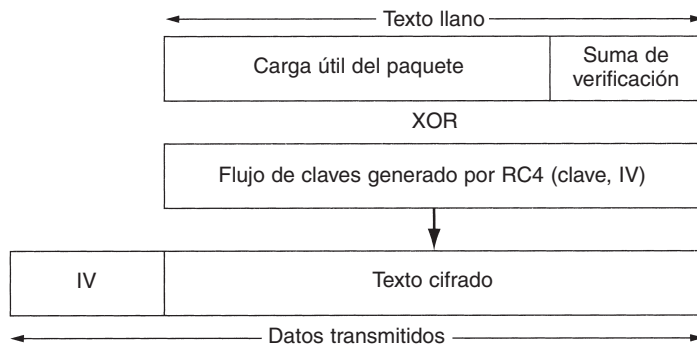 Texto llano
Carga útil del paquete
Suma de
verificación
XOR
Flujo de claves generado por RC4 (clave, IV)
IV
Texto cifrado
Datos transmitidos